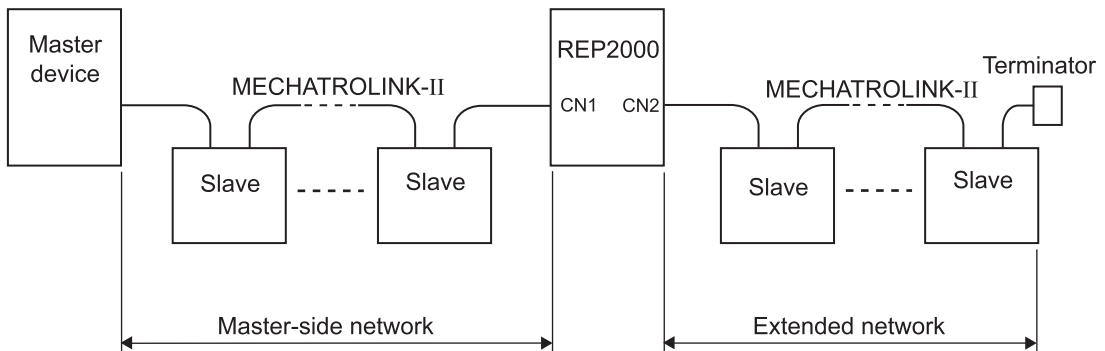 Master
device
REP2000
Terminator
MECHATROLINK-II
MECHATROLINK-II
CN1
CN2
Slave
Slave
Slave
Slave
Master-side network
Extended network